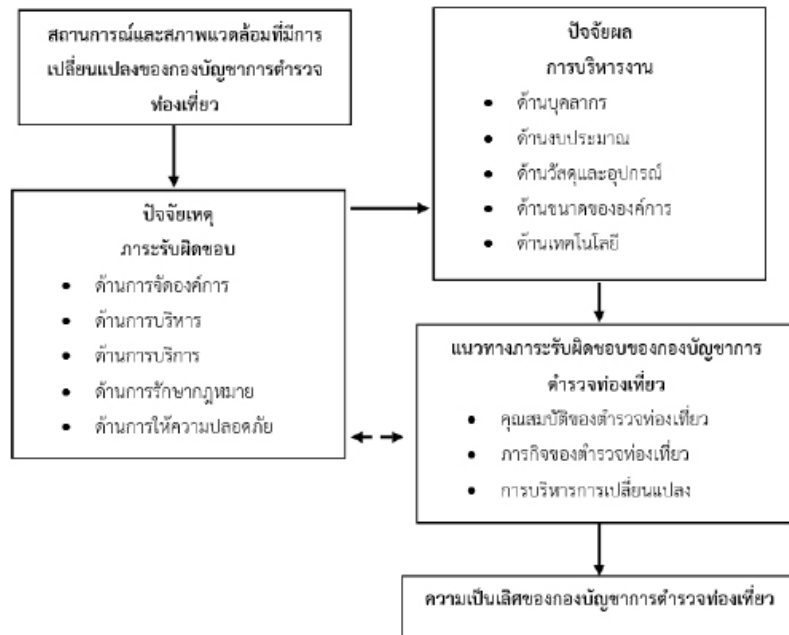 สถานการณ์และสภาพแวดล้อมที่มีการ
เปลี่ยนแปลงของกองบัญชาการตำรวจ
ท่องเที่ยว
ปัจจัยเหตุ
ภาระรับผิดชอบ
• ด้านการจัดองค์การ
• ด้านการบริหาร
• ด้านการบริการ
• ด้านการรักษากฎหมาย
• ด้านการให้ความปลอดภัย
ปัจจัยผล
การบริหารงาน
• ด้านบุคลากร
• ด้านงบประมาณ
• ด้านวัสดุและอุปกรณ์
• ด้านขนาดขององค์การ
• ด้านเทคโนโลยี
แนวทางภาระรับผิดชอบของกองบัญชาการ
ตำรวจท่องเที่ยว
• คุณสมบัติของตำรวจท่องเที่ยว
• ภารกิจของตำรวจท่องเที่ยว
• การบริหารการเปลี่ยนแปลง
ความเป็นเลิศของกองบัญชาการตำรวจท่องเที่ยว